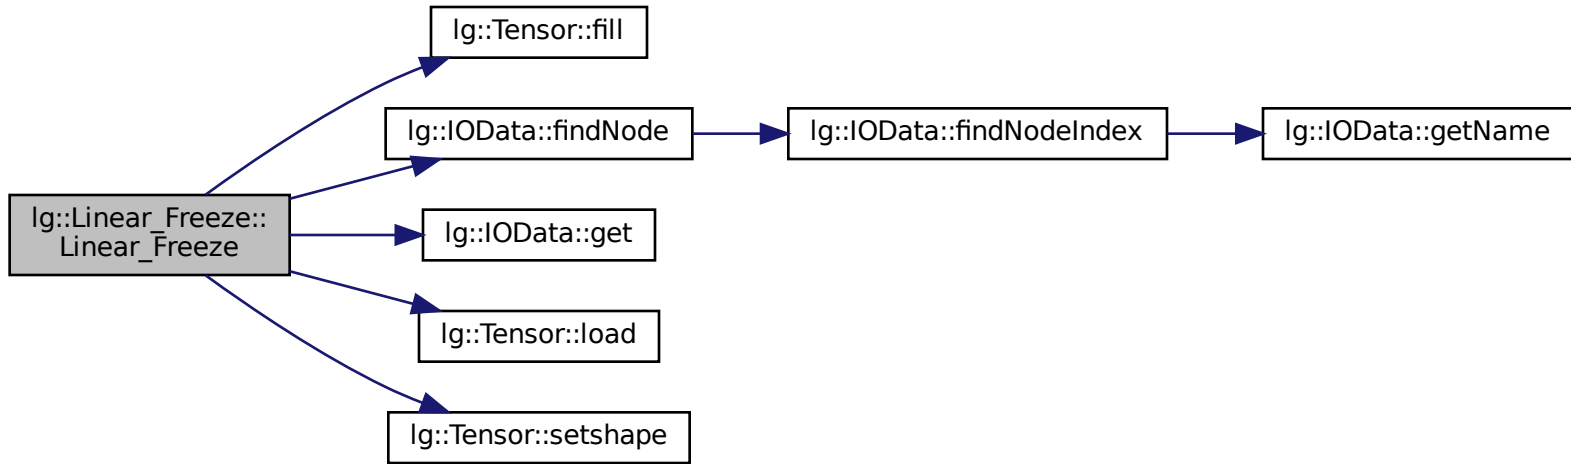 lg::Tensor::fill
lg::IOData::findNode
lg::IOData::findNodeIndex
lg::IOData::getName
lg::Linear_Freeze::
Linear_Freeze
lg::IOData::get
lg::Tensor::load
lg::Tensor::setshape